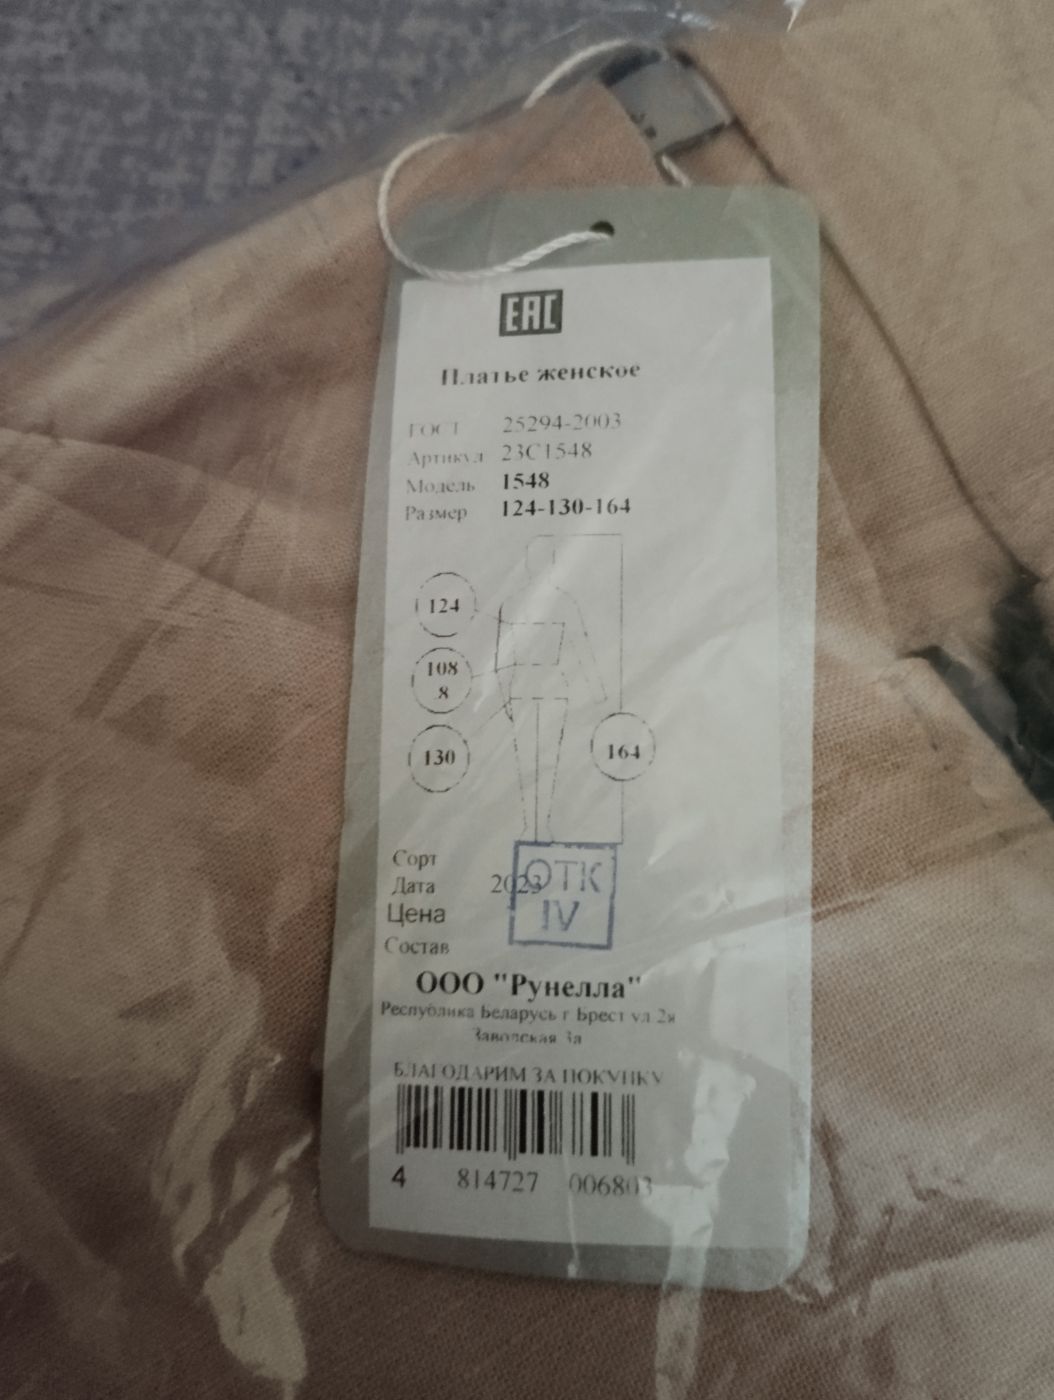 EAC
Платье женское
ГОСТ 25294-2003
Артикул 23С1548
Модель 1548
Размер 124-130-164
124
108
8
130
164
Сорт
Дата 2023
ОТК
IV
Цена
Состав
ООО "Рунелла"
Республика Беларусь г Брест ул 2я
Заводская 3а
БЛАГОДАРИМ ЗА ПОКУПКУ
4 814727 006803